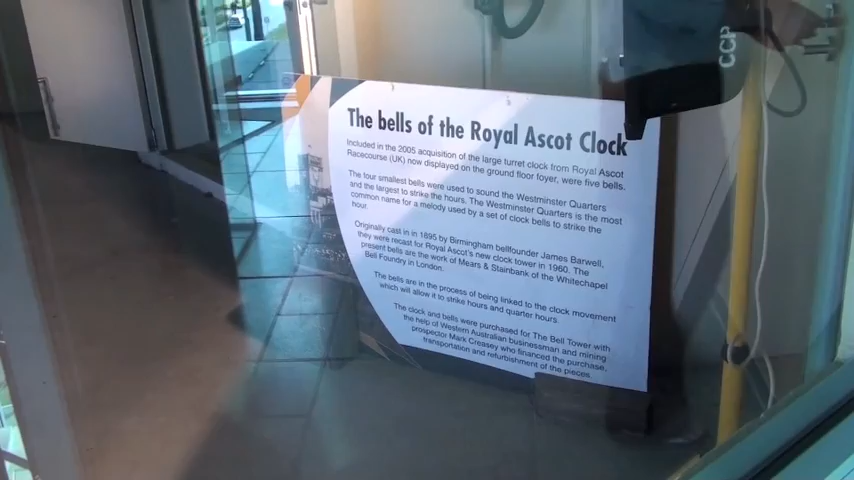 The bells of the Royal Ascot Clock
Included in the 2005 acquisition of the large turret clock from Royal Ascot
Racecourse (UK) now displayed on the ground floor foyer, were five bells.
The four smallest bells were used to sound the Westminster Quarters
and the largest to strike the hours. The Westminster Quarters is the most
common name for a melody used by a set of clock bells to strike the
hour.
Originally cast in 1895 by Birmingham bellfounder James Barwell,
they were recast for Royal Ascot's new clock tower in 1960. The
present bells are the work of Mears & Stainbank of the Whitechapel
Bell Foundry in London.
The bells are in the process of being linked to the clock movement
which will allow it to strike hours and quarter hours.
The clock and bells were purchased for the Bell Tower with
the help of Western Australian businessman and mining
prospector Mark Creasy who financed the purchase,
transportation and refurbishment of the pieces.
CCP